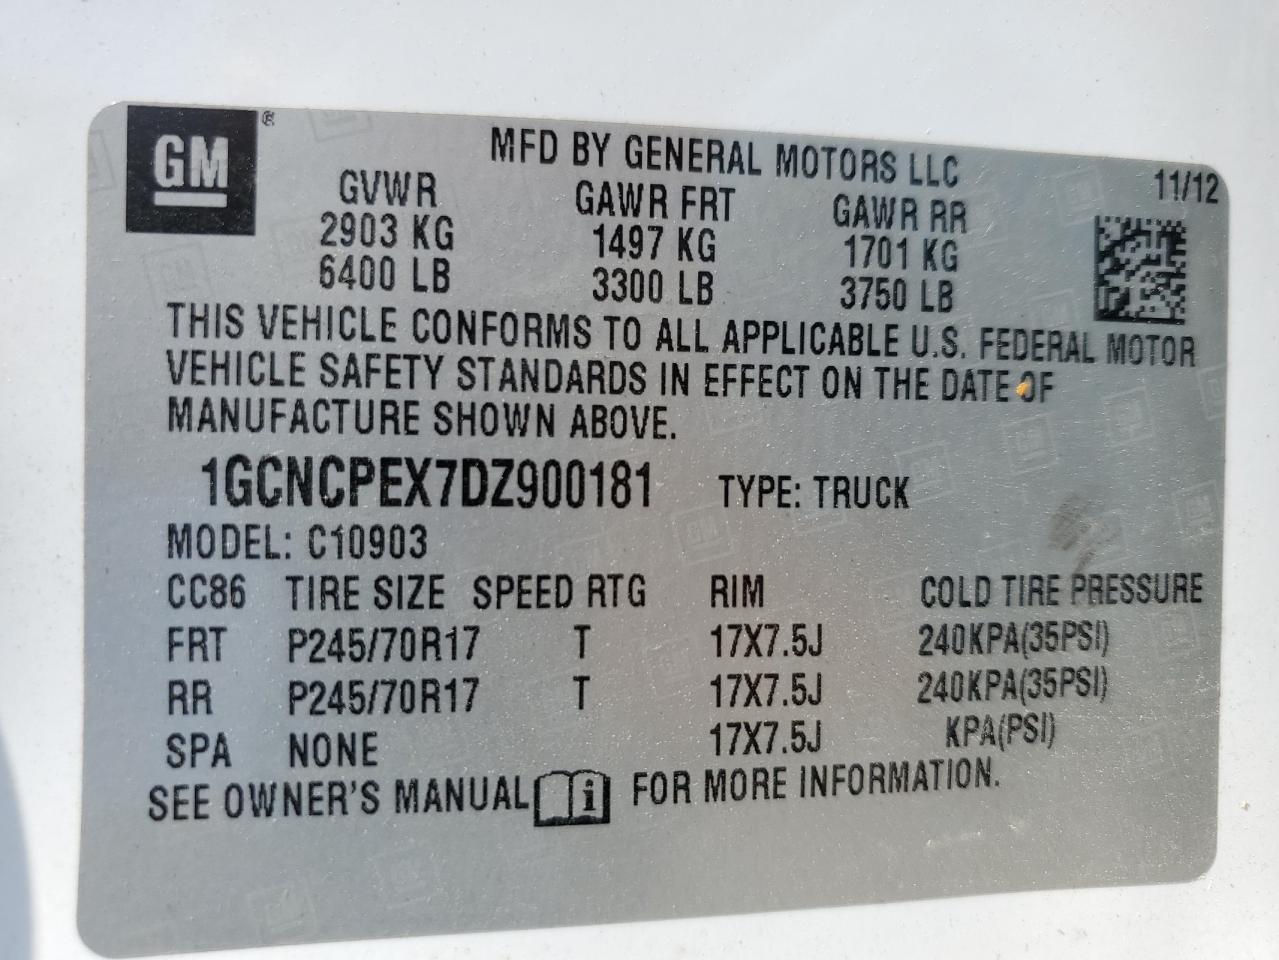 GM ®
MFD BY GENERAL MOTORS LLC 11/12
GVWR GAWR FRT GAWR RR
2903 KG 1497 KG 1701 KG
6400 LB 3300 LB 3750 LB
THIS VEHICLE CONFORMS TO ALL APPLICABLE U.S. FEDERAL MOTOR
VEHICLE SAFETY STANDARDS IN EFFECT ON THE DATE OF
MANUFACTURE SHOWN ABOVE.
1GCNCPEX7DZ900181 TYPE: TRUCK
MODEL: C10903
CC86 TIRE SIZE SPEED RTG RIM COLD TIRE PRESSURE
FRT P245/70R17 T 17X7.5J 240KPA(35PSI)
RR P245/70R17 T 17X7.5J 240KPA(35PSI)
SPA NONE 17X7.5J KPA(PSI)
SEE OWNER'S MANUAL i FOR MORE INFORMATION.